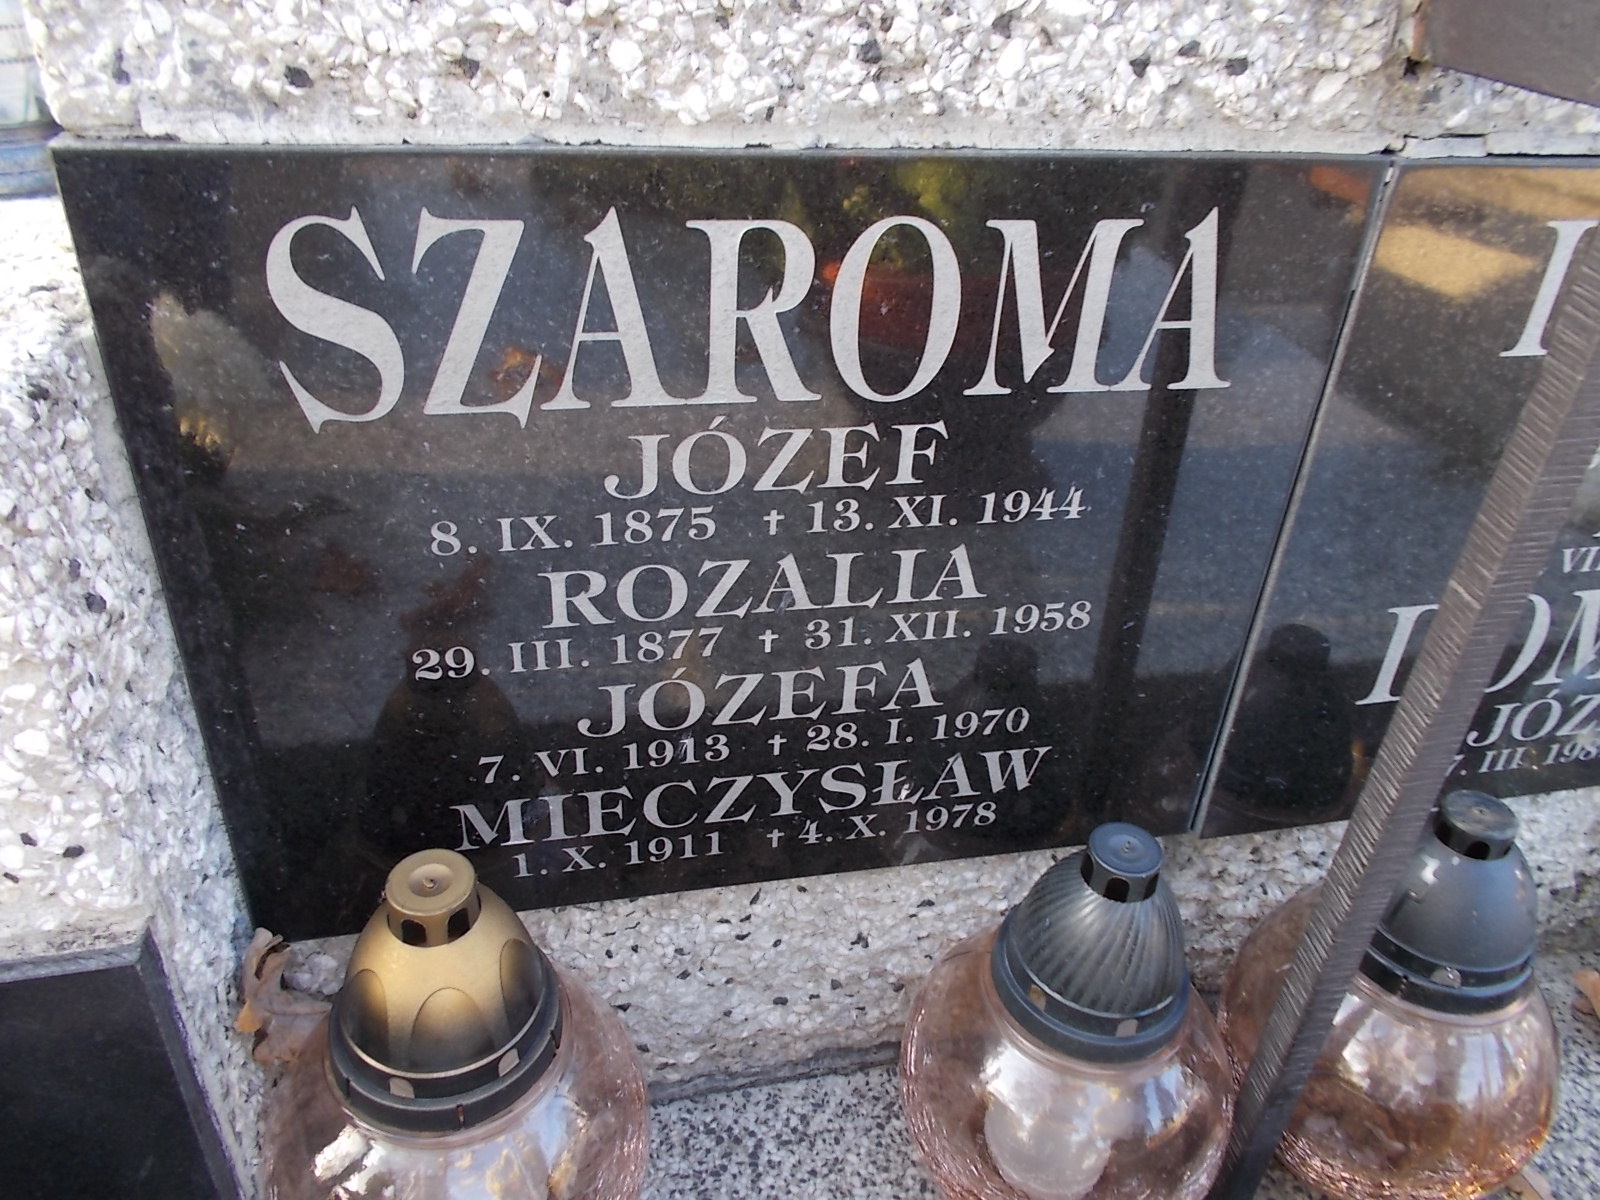 SZAROMA
JÓZEF
8. IX. 1875 † 13. XI. 1944
ROZALIA
29. III. 1877 † 31. XII. 1958
JÓZEFA
7. VI. 1913 † 28. I. 1970
MIECZYSŁAW
1. X. 1911 † 4. X. 1978